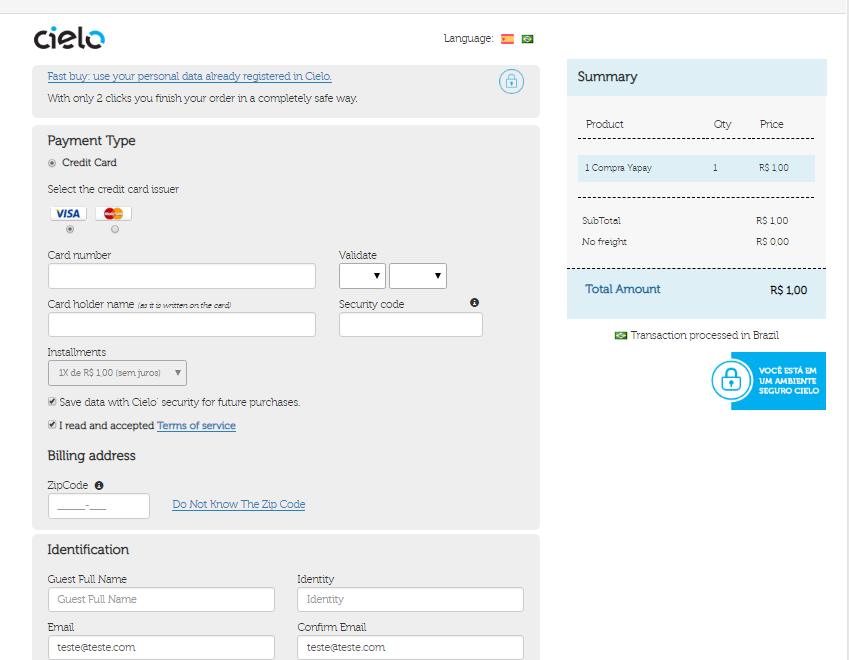 cielo
Language:
Fast buy: use your personal data already registered in Cielo.
With only 2 clicks you finish your order in a completely safe way.
Payment Type
Credit Card
Select the credit card issuer
VISA MasterCard
Card number
Validate
Card holder name (as it is written on the card)
Security code
Installments
1X de R$ 1,00 (sem juros)
Save data with Cielo' security for future purchases.
I read and accepted Terms of service
Billing address
ZipCode
_____-___
Do Not Know The Zip Code
Identification
Guest Full Name
Identity
Guest Full Name
Identity
Email
Confirm Email
teste@teste.com
teste@teste.com
Summary
Product Qty Price
1 Compra Yapay 1 R$ 1,00
SubTotal R$ 1,00
No freight R$ 0,00
Total Amount R$ 1,00
Transaction processed in Brazil
VOCÊ ESTÁ EM
UM AMBIENTE
SEGURO CIELO